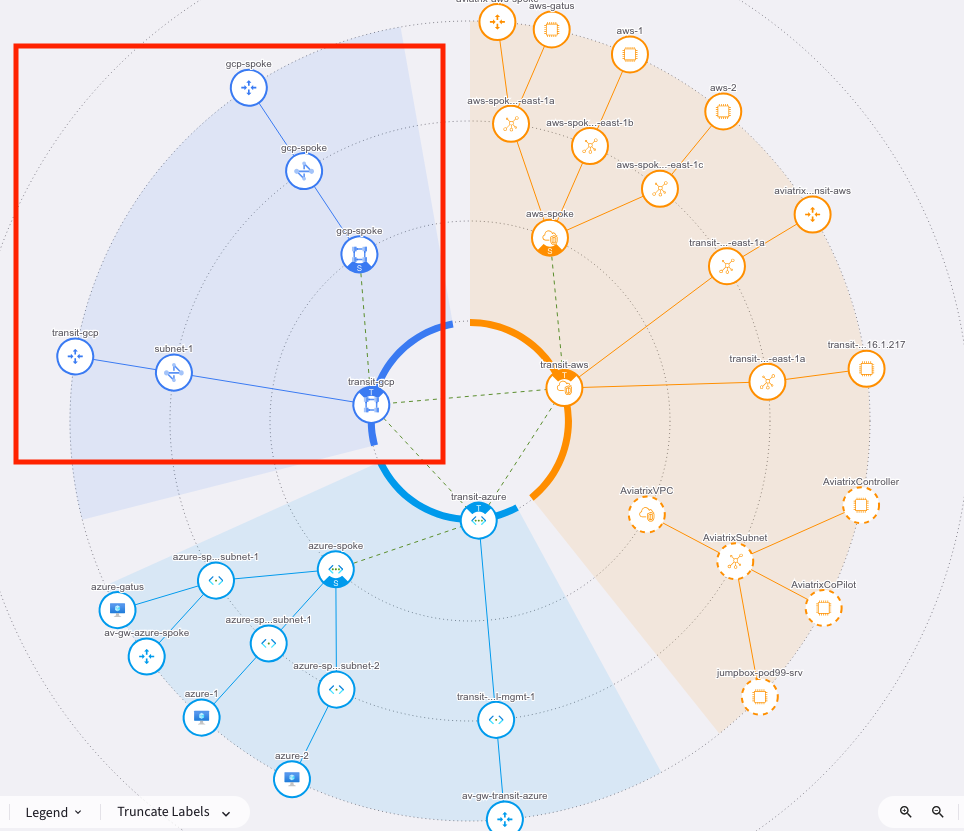 aviatrix-aws-spoke
aws-gatus
aws-1
gcp-spoke
aws-2
aws-spok...-east-1a
aws-spok...-east-1b
gcp-spoke
aws-spok...-east-1c
aviatrix...nsit-aws
aws-spoke
gcp-spoke
S
transit-...-east-1a
S
transit-gcp
subnet-1
transit-...16.1.217
transit-...-east-1a
transit-aws
T
transit-gcp
T
AviatrixController
AviatrixVPC
transit-azure
T
AviatrixSubnet
azure-spoke
azure-sp...subnet-1
S
azure-gatus
AviatrixCoPilot
azure-sp...subnet-1
av-gw-azure-spoke
azure-sp...subnet-2
jumpbox-pod99-srv
azure-1
transit-...l-mgmt-1
azure-2
av-gw-transit-azure
Legend
Truncate Labels